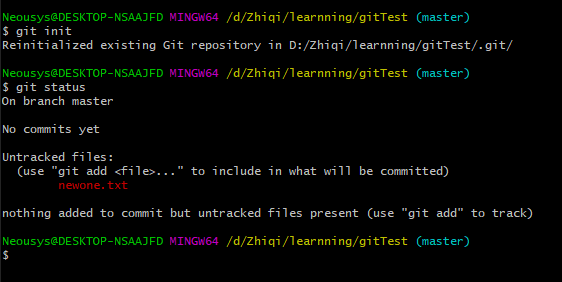 Neousys@DESKTOP-NSAAJFD MINGW64 /d/Zhiqi/learnning/gitTest (master)
$ git init
Reinitialized existing Git repository in D:/Zhiqi/learnning/gitTest/.git/
Neousys@DESKTOP-NSAAJFD MINGW64 /d/Zhiqi/learnning/gitTest (master)
$ git status
On branch master
No commits yet
Untracked files:
  (use "git add <file>..." to include in what will be committed)
        newone.txt
nothing added to commit but untracked files present (use "git add" to track)
Neousys@DESKTOP-NSAAJFD MINGW64 /d/Zhiqi/learnning/gitTest (master)
$